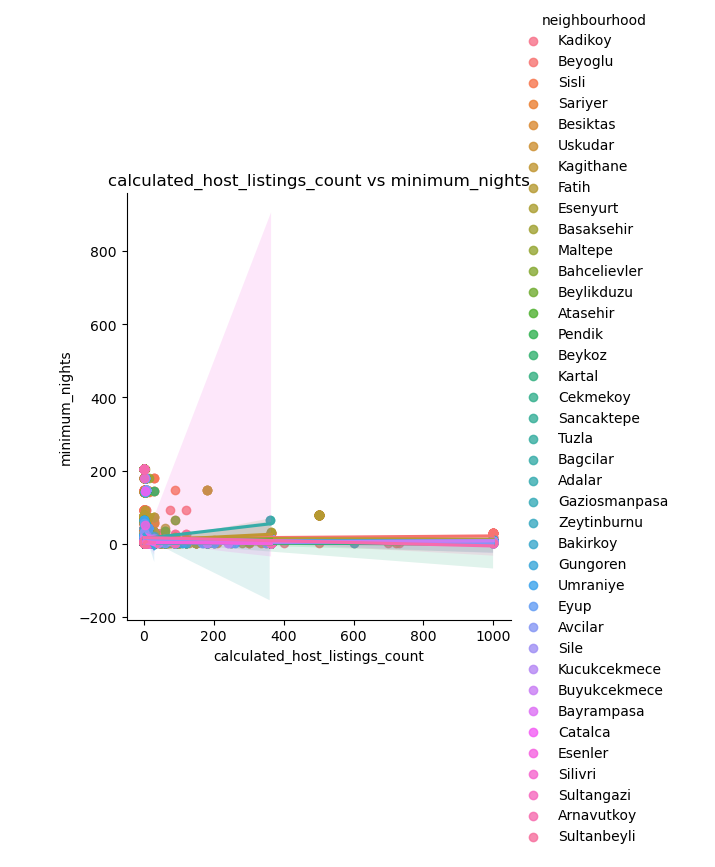 neighbourhood
Kadikoy
Beyoglu
Sisli
Sariyer
Besiktas
Uskudar
Kagithane
Fatih
Esenyurt
Basaksehir
Maltepe
Bahcelievler
Beylikduzu
Atasehir
Pendik
Beykoz
Kartal
Cekmekoy
Sancaktepe
Tuzla
Bagcilar
Adalar
Gaziosmanpasa
Zeytinburnu
Bakirkoy
Gungoren
Umraniye
Eyup
Avcilar
Sile
Kucukcekmece
Buyukcekmece
Bayrampasa
Catalca
Esenler
Silivri
Sultangazi
Arnavutkoy
Sultanbeyli
calculated_host_listings_count vs minimum_nights
minimum_nights
800
600
400
200
0
−200
0 200 400 600 800 1000
calculated_host_listings_count